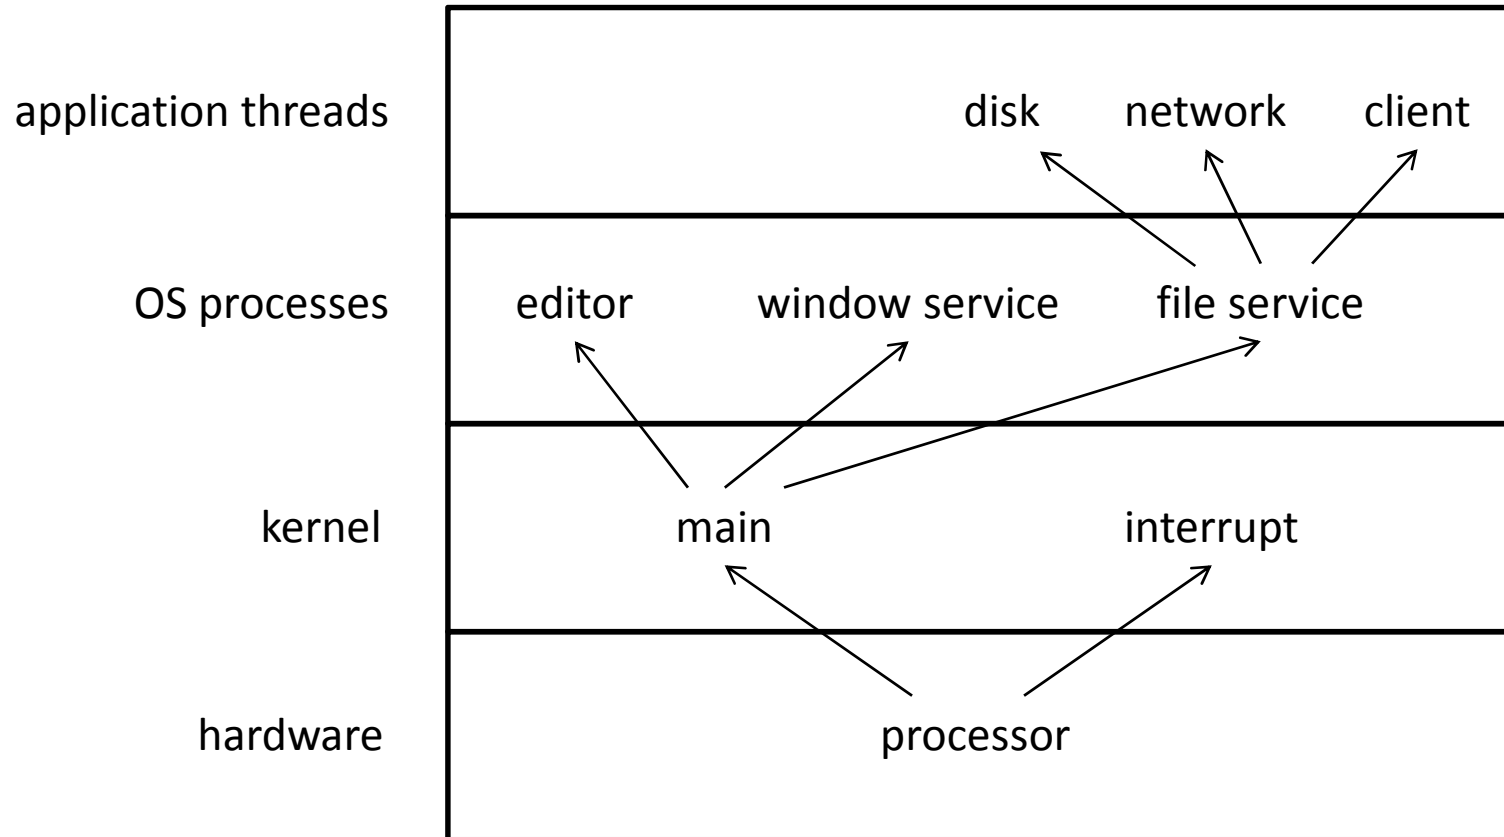 application threads
disk network client
OS processes
editor window service file service
kernel
main interrupt
hardware
processor